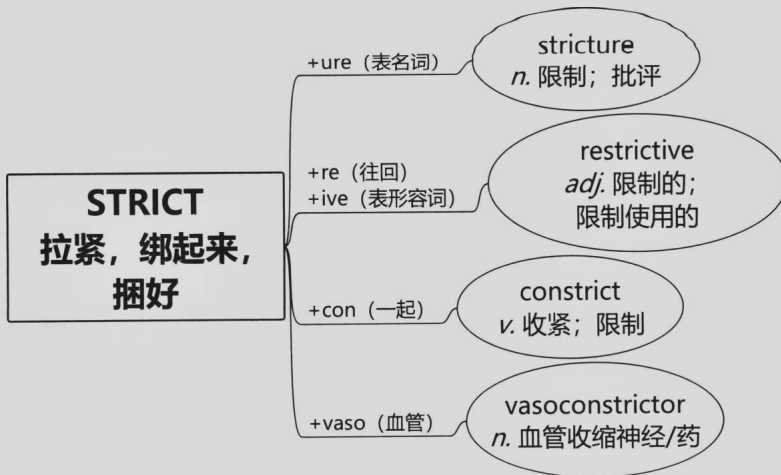 STRICT
拉紧，绑起来，
捆好
+ure（表名词）
stricture
n. 限制；批评
+re（往回）
+ive（表形容词）
restrictive
adj. 限制的；
限制使用的
+con（一起）
constrict
v. 收紧；限制
+vaso（血管）
vasoconstrictor
n. 血管收缩神经/药